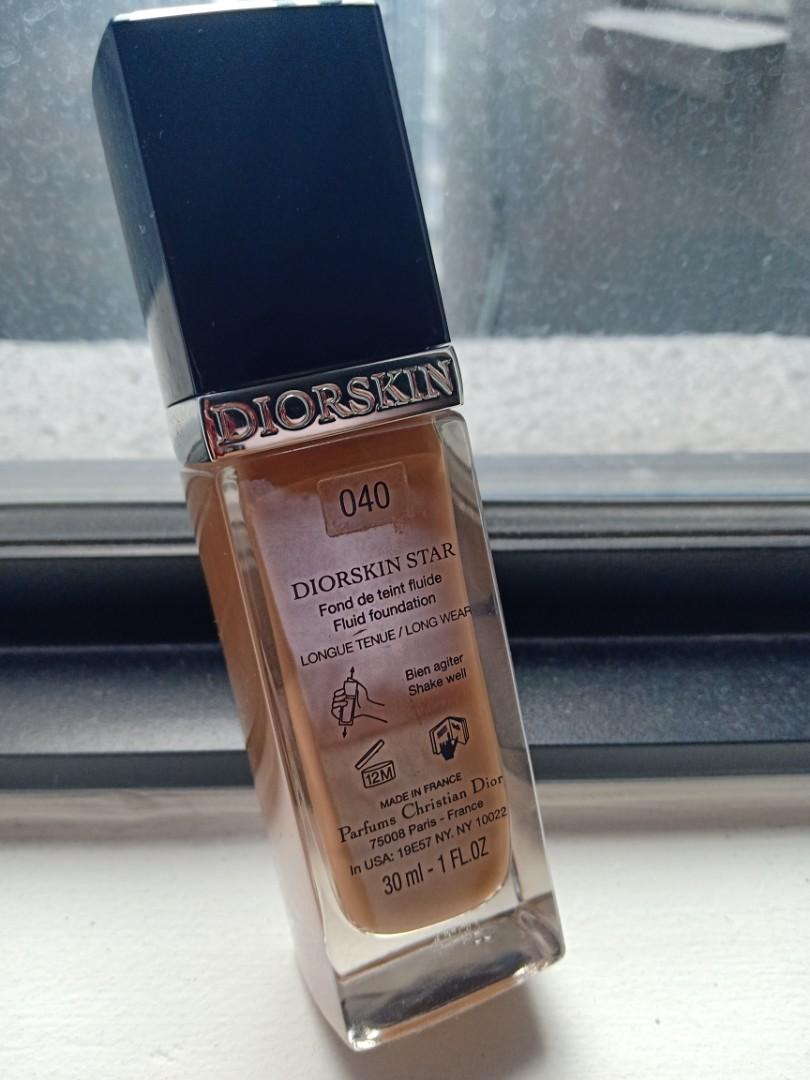 DIORSKIN
040
DIORSKIN STAR
Fond de teint fluide
Fluid foundation
LONGUE TENUE / LONG WEAR
Bien agiter
Shake well
12M
MADE IN FRANCE
Parfums Christian Dior
75008 Paris - France
In USA: 19E57 NY. NY 10022
30 ml - 1 FL.OZ